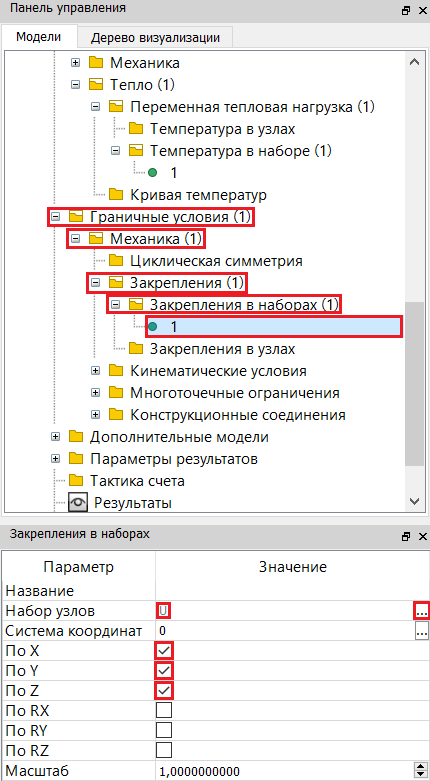 Панель управления
Модели
Дерево визуализации
Механика
Тепло (1)
Переменная тепловая нагрузка (1)
Температура в узлах
Температура в наборе (1)
1
Кривая температур
Граничные условия (1)
Механика (1)
Циклическая симметрия
Закрепления (1)
Закрепления в наборах (1)
1
Закрепления в узлах
Кинематические условия
Многоточечные ограничения
Конструкционные соединения
Дополнительные модели
Параметры результатов
Тактика счета
Результаты
Закрепления в наборах
Параметр Значение
Название
Набор узлов U ...
Система координат 0 ...
По X
По Y
По Z
По RX
По RY
По RZ
Масштаб 1,0000000000